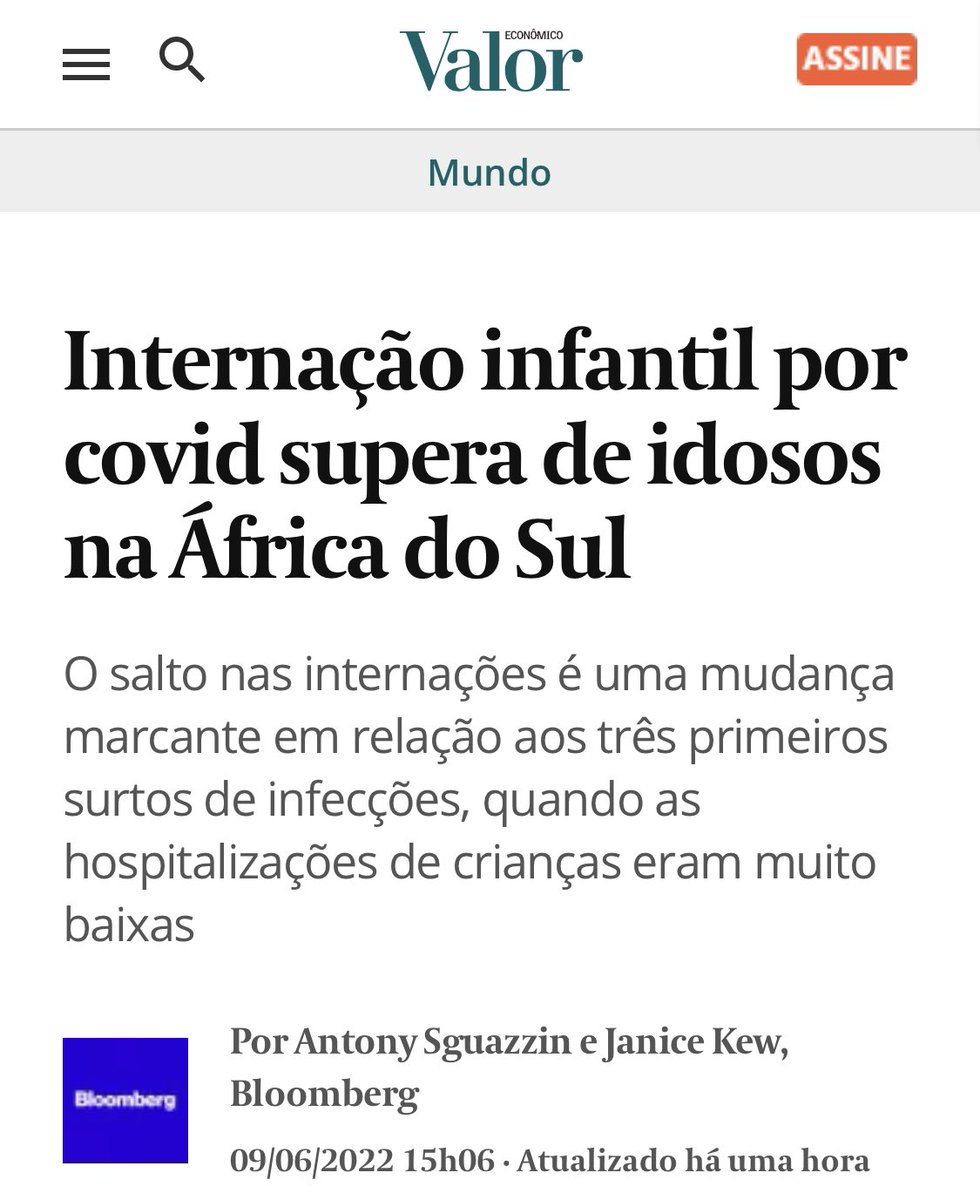 Valor
ECONÔMICO
ASSINE
Mundo
Internação infantil por
covid supera de idosos
na África do Sul
O salto nas internações é uma mudança
marcante em relação aos três primeiros
surtos de infecções, quando as
hospitalizações de crianças eram muito
baixas
Bloomberg
Por Antony Sguazzin e Janice Kew,
Bloomberg
09/06/2022 15h06 · Atualizado há uma hora